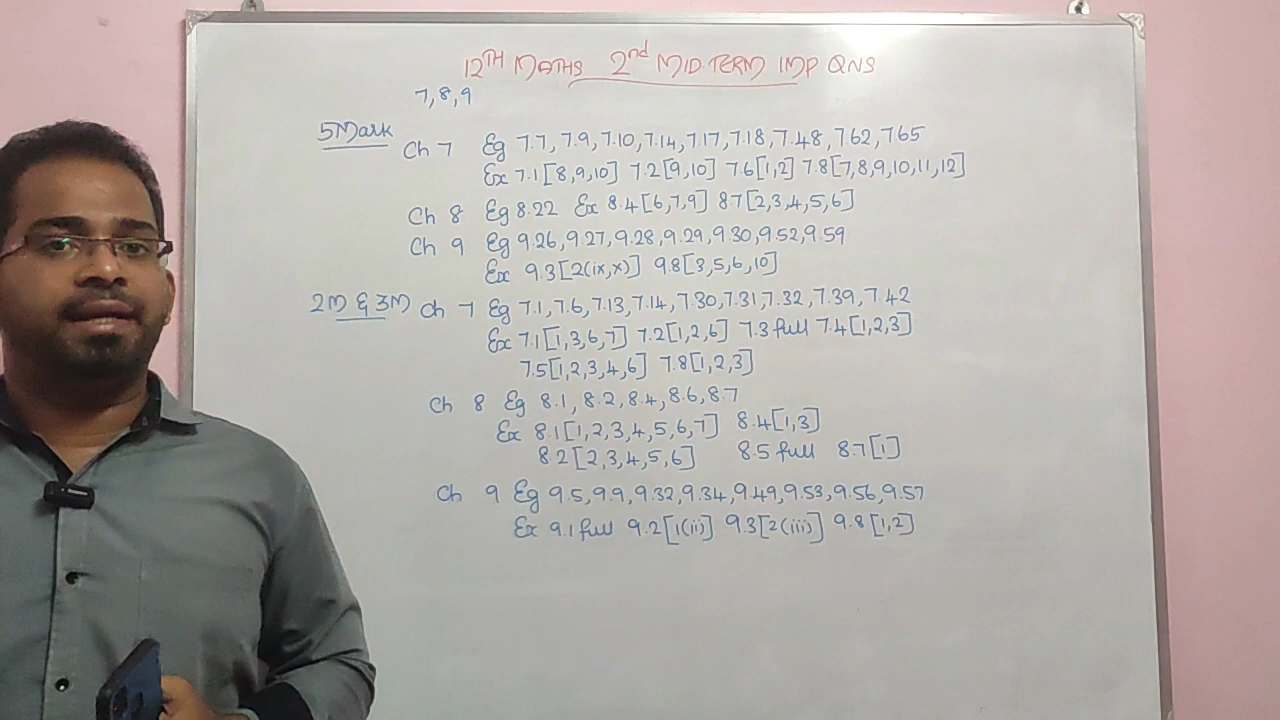 12TH MATHS 2nd MID TERM IMP QNS
7,8,9
5Mark Ch 7 Eg 7.7, 7.9, 7.10, 7.14, 7.17, 7.18, 7.48, 7.62, 7.65
Ex 7.1[8,9,10] 7.2[9,10] 7.6[1,2] 7.8[7,8,9,10,11,12]
Ch 8 Eg 8.22 Ex 8.4[6,7,9] 8.7[2,3,4,5,6]
Ch 9 Eg 9.26, 9.27, 9.28, 9.29, 9.30, 9.52, 9.59
Ex 9.3[2(ix,x)] 9.8[3,5,6,10]
2M & 3M Ch 7 Eg 7.1, 7.6, 7.13, 7.14, 7.30, 7.31, 7.32, 7.39, 7.42
Ex 7.1[1,3,6,7] 7.2[1,2,6] 7.3 full 7.4[1,2,3]
7.5[1,2,3,4,6] 7.8[1,2,3]
Ch 8 Eg 8.1, 8.2, 8.4, 8.6, 8.7
Ex 8.1[1,2,3,4,5,6,7] 8.4[1,3]
8.2[2,3,4,5,6] 8.5 full 8.7[1]
Ch 9 Eg 9.5, 9.9, 9.32, 9.34, 9.49, 9.53, 9.56, 9.57
Ex 9.1 full 9.2[1(ii)] 9.3[2(iii)] 9.8[1,2]